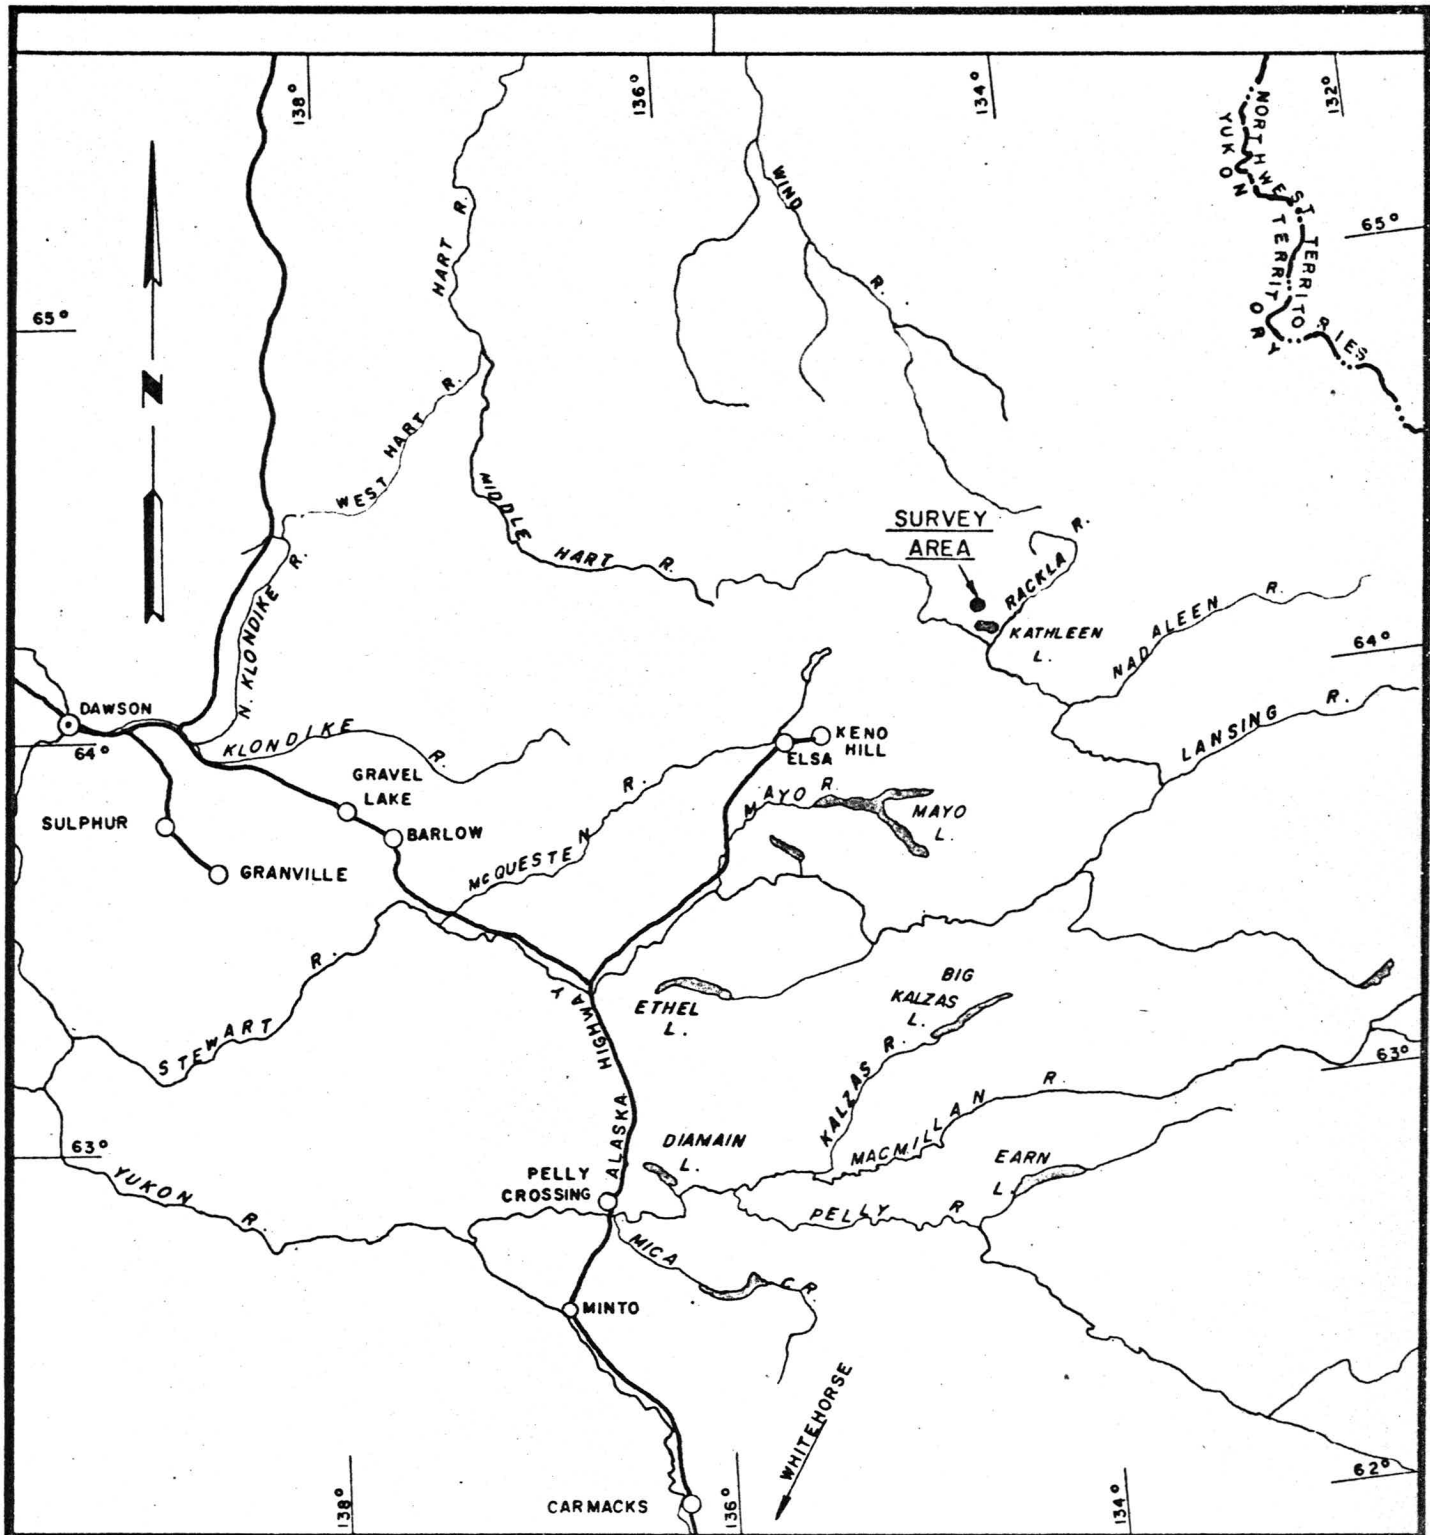 138°
136°
134°
132°
NORTHWEST TERRITORIES
YUKON TERRITORY
WIND R.
HART R.
65°
65°
N
WEST HART R.
MIDDLE HART R.
SURVEY
AREA
RACKLA R.
KATHLEEN
L.
NADALEEN R.
64°
N. KLONDIKE R.
DAWSON
64°
KLONDIKE R.
LANSING R.
KENO
HILL
ELSA
GRAVEL
LAKE
MAYO R.
MAYO
L.
SULPHUR
BARLOW
GRANVILLE
McQUESTEN R.
STEWART R.
ETHEL
L.
BIG
KALZAS
L.
ALASKA HIGHWAY
KALZAS R.
63°
MACMILLAN R.
63°
DIAMAIN
L.
EARN
L.
PELLY
CROSSING
YUKON R.
PELLY R
MICA CR.
MINTO
WHITEHORSE
62°
CARMACKS
138°
136°
134°